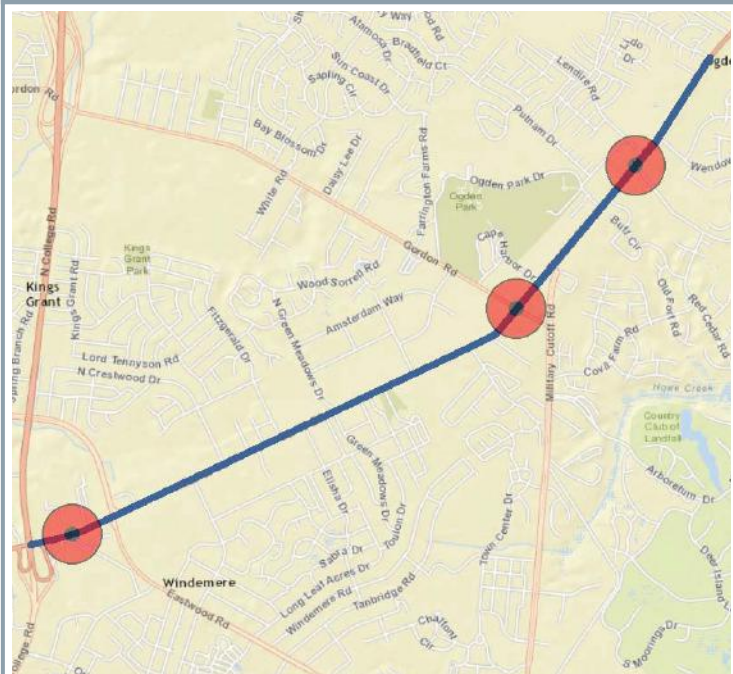 Alamosa Dr
Bradfield Ct
Sun Coast Dr
Sapling Cir
Lendire Rd
Putnam Dr
Bay Blossom Dr
Daisy Lee Dr
White Rd
Farrington Farms Rd
Ogden Park Dr
Ogden
Park
Cape Harbor Dr
Gordon Rd
Butr Cir
N College Rd
Kings
Grant
Park
Kings
Grant
Kings Grant Rd
Wood Sorrell Rd
Amsterdam Way
N Green Meadows Dr
Fitzgerald Dr
Lord Tennyson Rd
N Crestwood Dr
Spring Branch Rd
Military Cutoff Rd
Old Fort Rd
Red Cedar Rd
Cova Farm Rd
Howe Creek
Country
Club of
Landfall
Arboretum Dr
Green Meadows Dr
Elisha Dr
Toulon Dr
Sabra Dr
Long Leaf Acres Dr
Windemere Rd
Tanbridge Rd
Town Center Dr
Windemere
Eastwood Rd
Chalfont
Cir
S Moorings Dr
Deer Island
College Rd